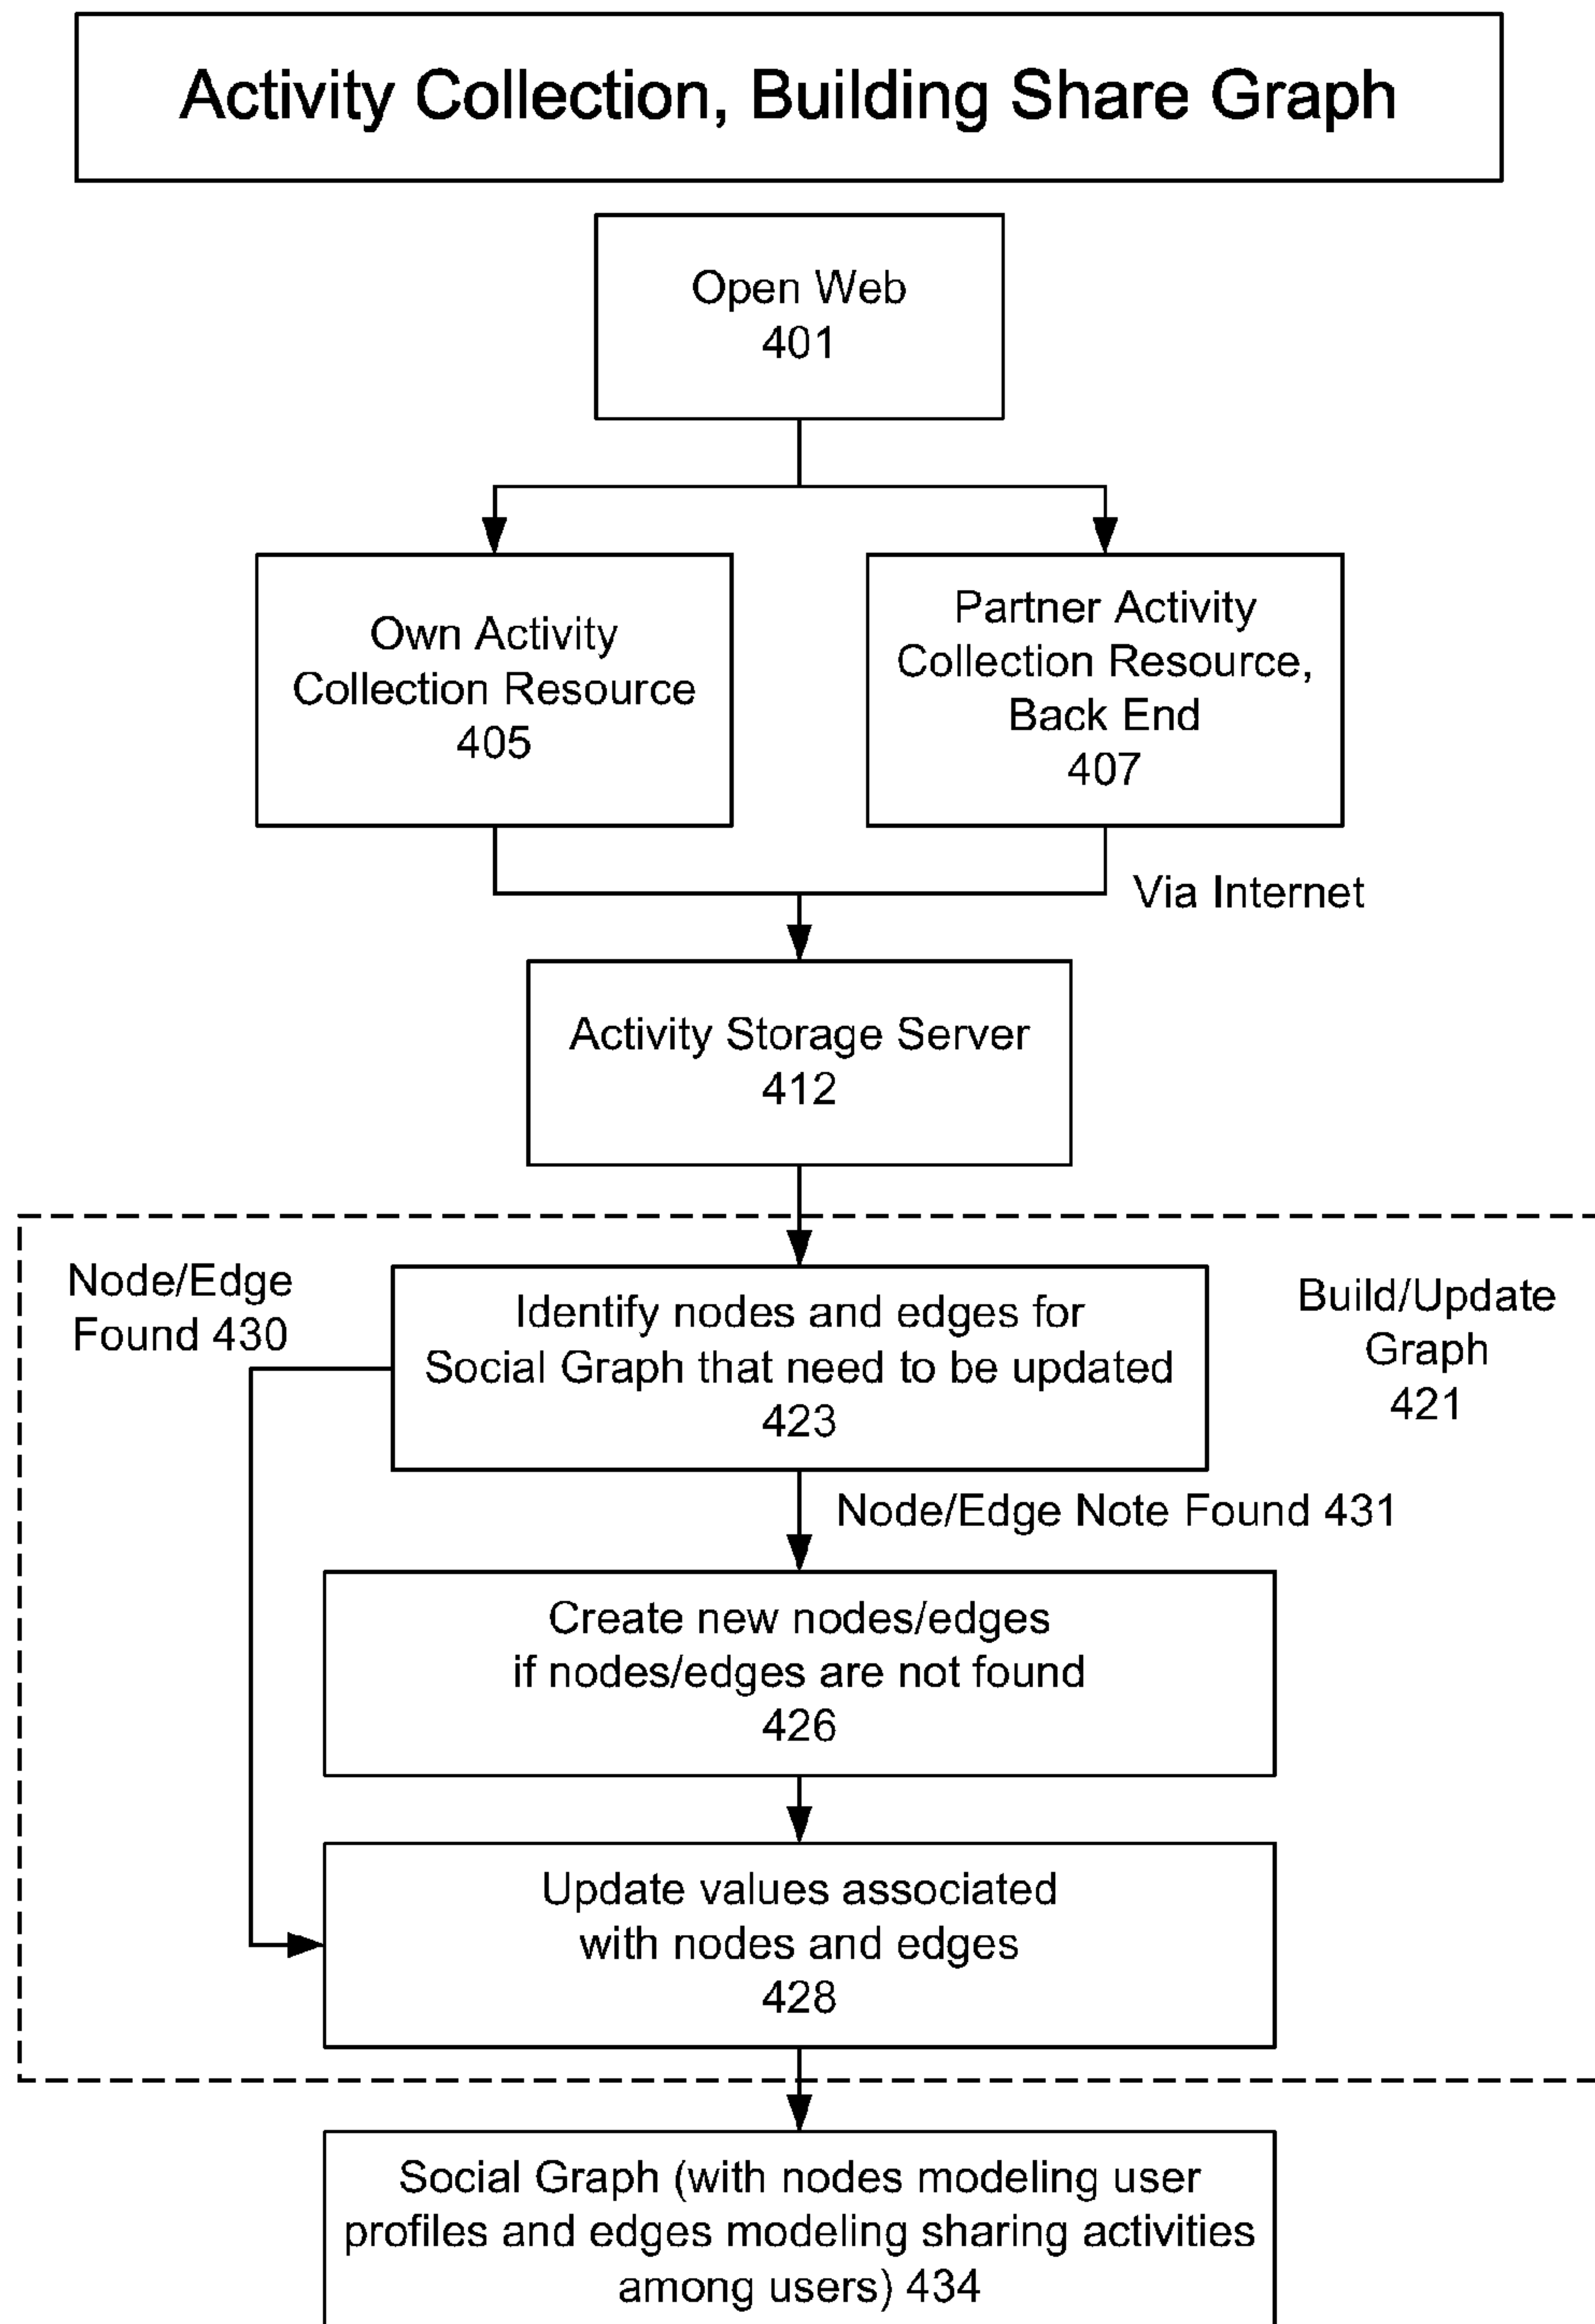 Activity Collection, Building Share Graph
Open Web
401
Own Activity
Collection Resource
405
Partner Activity
Collection Resource,
Back End
407
Via Internet
Activity Storage Server
412
Node/Edge
Found 430
Identify nodes and edges for
Social Graph that need to be updated
423
Build/Update
Graph
421
Node/Edge Note Found 431
Create new nodes/edges
if nodes/edges are not found
426
Update values associated
with nodes and edges
428
Social Graph (with nodes modeling user
profiles and edges modeling sharing activities
among users) 434